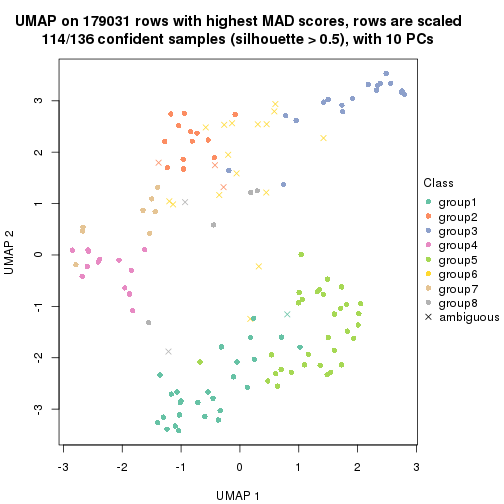 UMAP on 179031 rows with highest MAD scores, rows are scaled
114/136 confident samples (silhouette > 0.5), with 10 PCs
3
2
1
0
-1
-2
-3
UMAP 2
-3 -2 -1 0 1 2 3
UMAP 1
Class
group1
group2
group3
group4
group5
group6
group7
group8
ambiguous